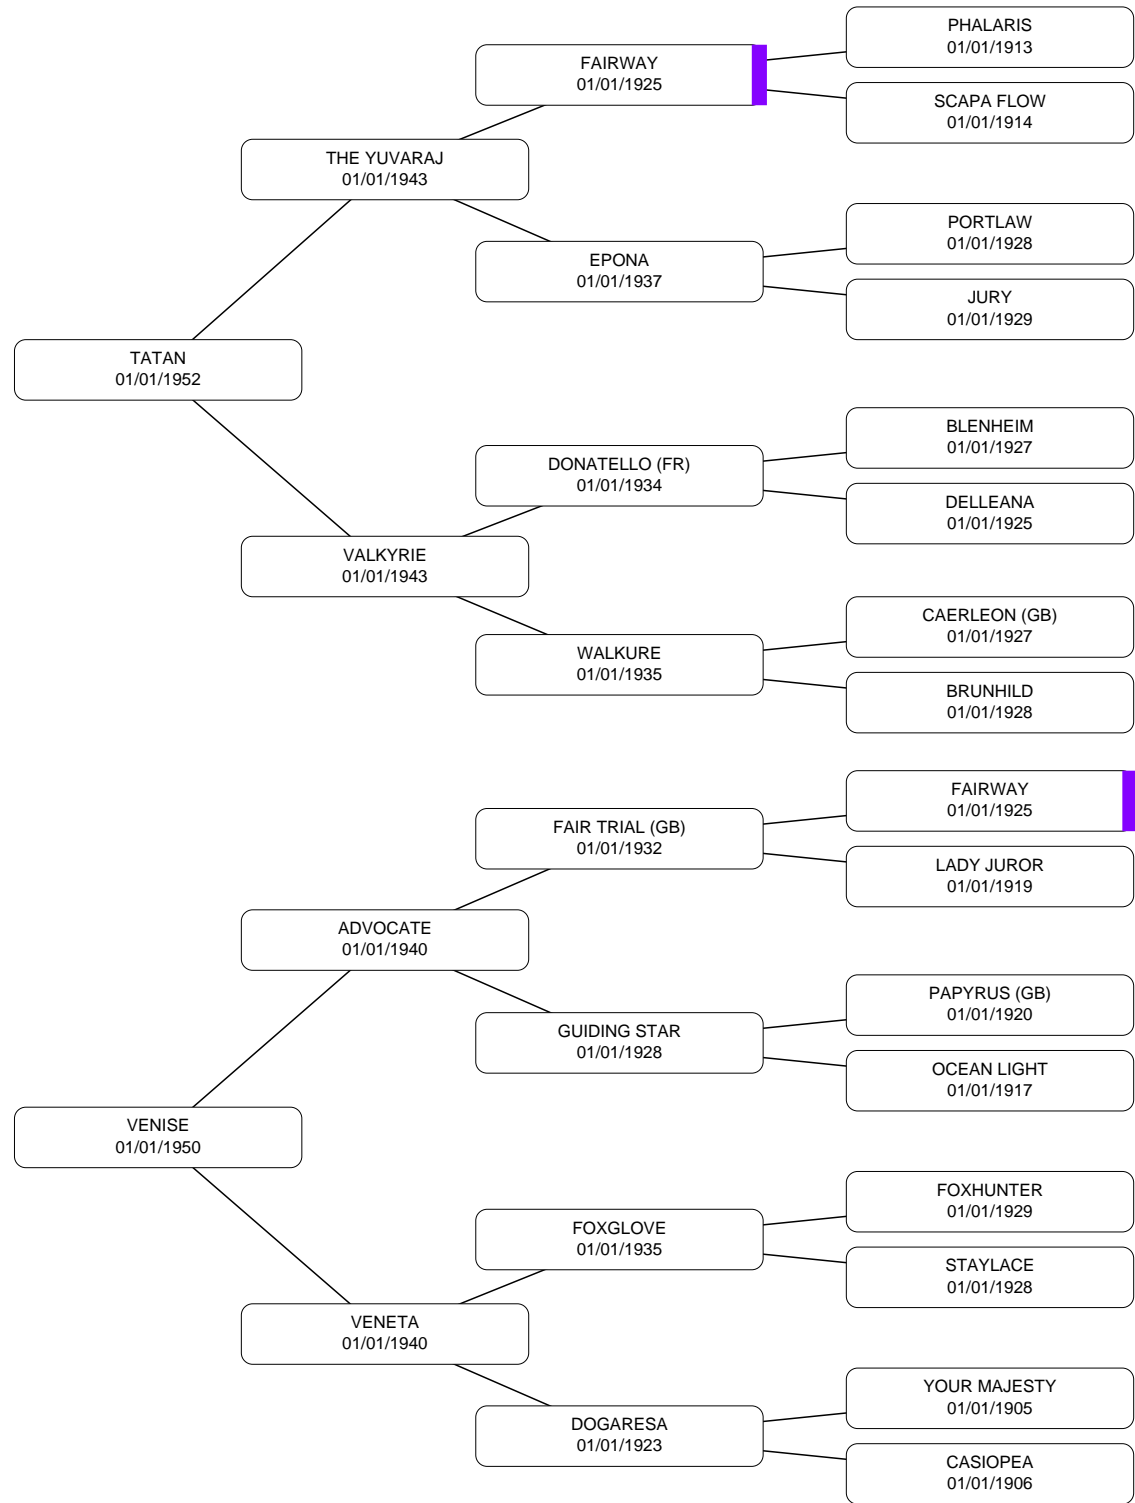 PHALARIS
01/01/1913
FAIRWAY
01/01/1925
SCAPA FLOW
01/01/1914
THE YUVARAJ
01/01/1943
PORTLAW
01/01/1928
EPONA
01/01/1937
JURY
01/01/1929
TATAN
01/01/1952
BLENHEIM
01/01/1927
DONATELLO (FR)
01/01/1934
DELLEANA
01/01/1925
VALKYRIE
01/01/1943
CAERLEON (GB)
01/01/1927
WALKURE
01/01/1935
BRUNHILD
01/01/1928
FAIRWAY
01/01/1925
FAIR TRIAL (GB)
01/01/1932
LADY JUROR
01/01/1919
ADVOCATE
01/01/1940
PAPYRUS (GB)
01/01/1920
GUIDING STAR
01/01/1928
OCEAN LIGHT
01/01/1917
VENISE
01/01/1950
FOXHUNTER
01/01/1929
FOXGLOVE
01/01/1935
STAYLACE
01/01/1928
VENETA
01/01/1940
YOUR MAJESTY
01/01/1905
DOGARESA
01/01/1923
CASIOPEA
01/01/1906